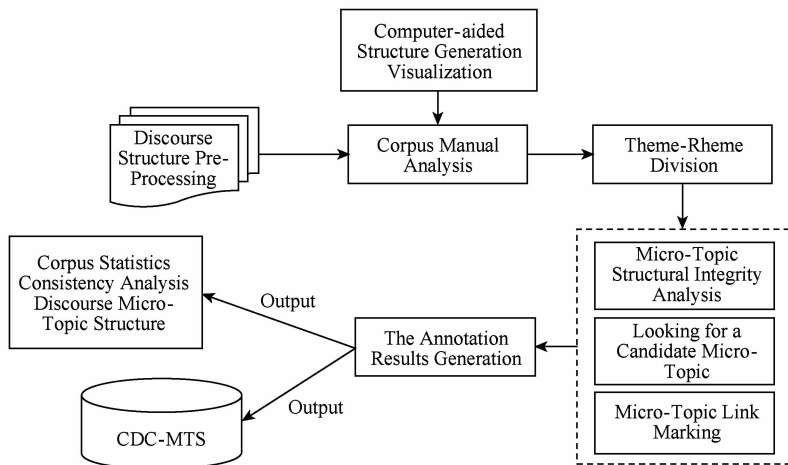 Computer-aided
Structure Generation
Visualization
Discourse
Structure Pre-
Processing
Corpus Manual
Analysis
Theme-Rheme
Division
Micro-Topic
Structural Integrity
Analysis
Looking for a
Candidate Micro-
Topic
Micro-Topic Link
Marking
The Annotation
Results Generation
Output
Output
Corpus Statistics
Consistency Analysis
Discourse Micro-
Topic Structure
CDC-MTS